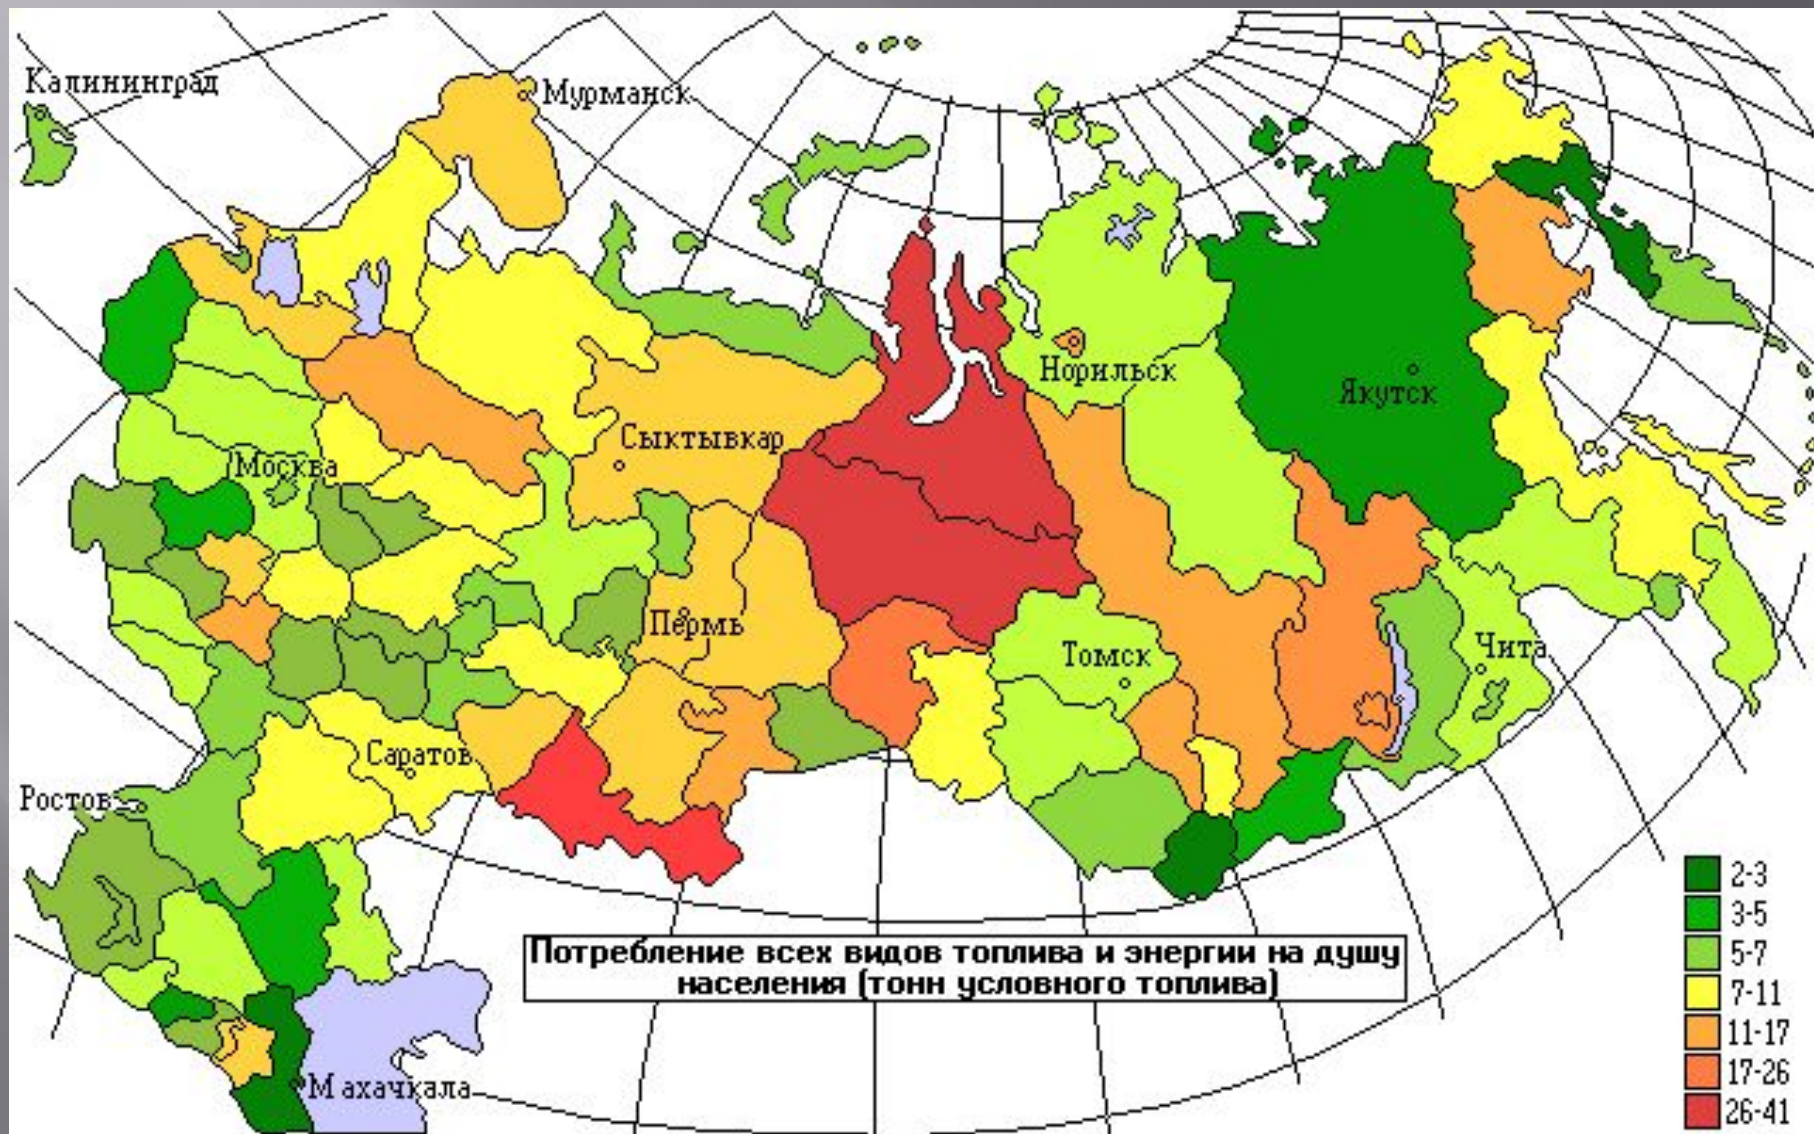 Калининград
Мурманск
Норильск
Якутск
Сыктывкар
Москва
Пермь
Томск
Чита
Саратов
Ростов
Махачкала
Потребление всех видов топлива и энергии на душу
населения (тонн условного топлива)
2-3
3-5
5-7
7-11
11-17
17-26
26-41